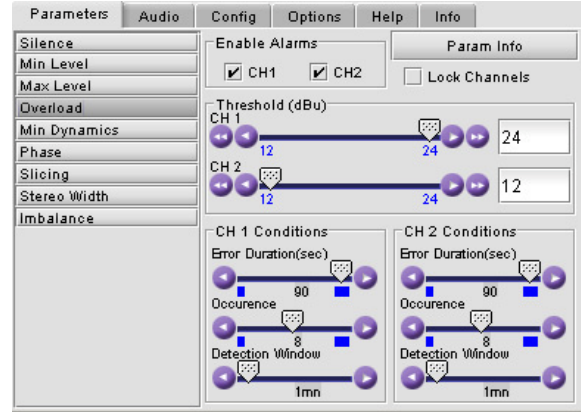 Parameters Audio Config Options Help Info
Silence
Min Level
Max Level
Overload
Min Dynamics
Phase
Slicing
Stereo Width
Imbalance
Enable Alarms
CH1 CH2
Param Info
Lock Channels
Threshold (dBu)
CH 1
12 24
24
CH 2
12 24
12
CH 1 Conditions
Error Duration(sec)
90
Occurence
8
Detection Window
1mn
CH 2 Conditions
Error Duration(sec)
90
Occurence
8
Detection Window
1mn